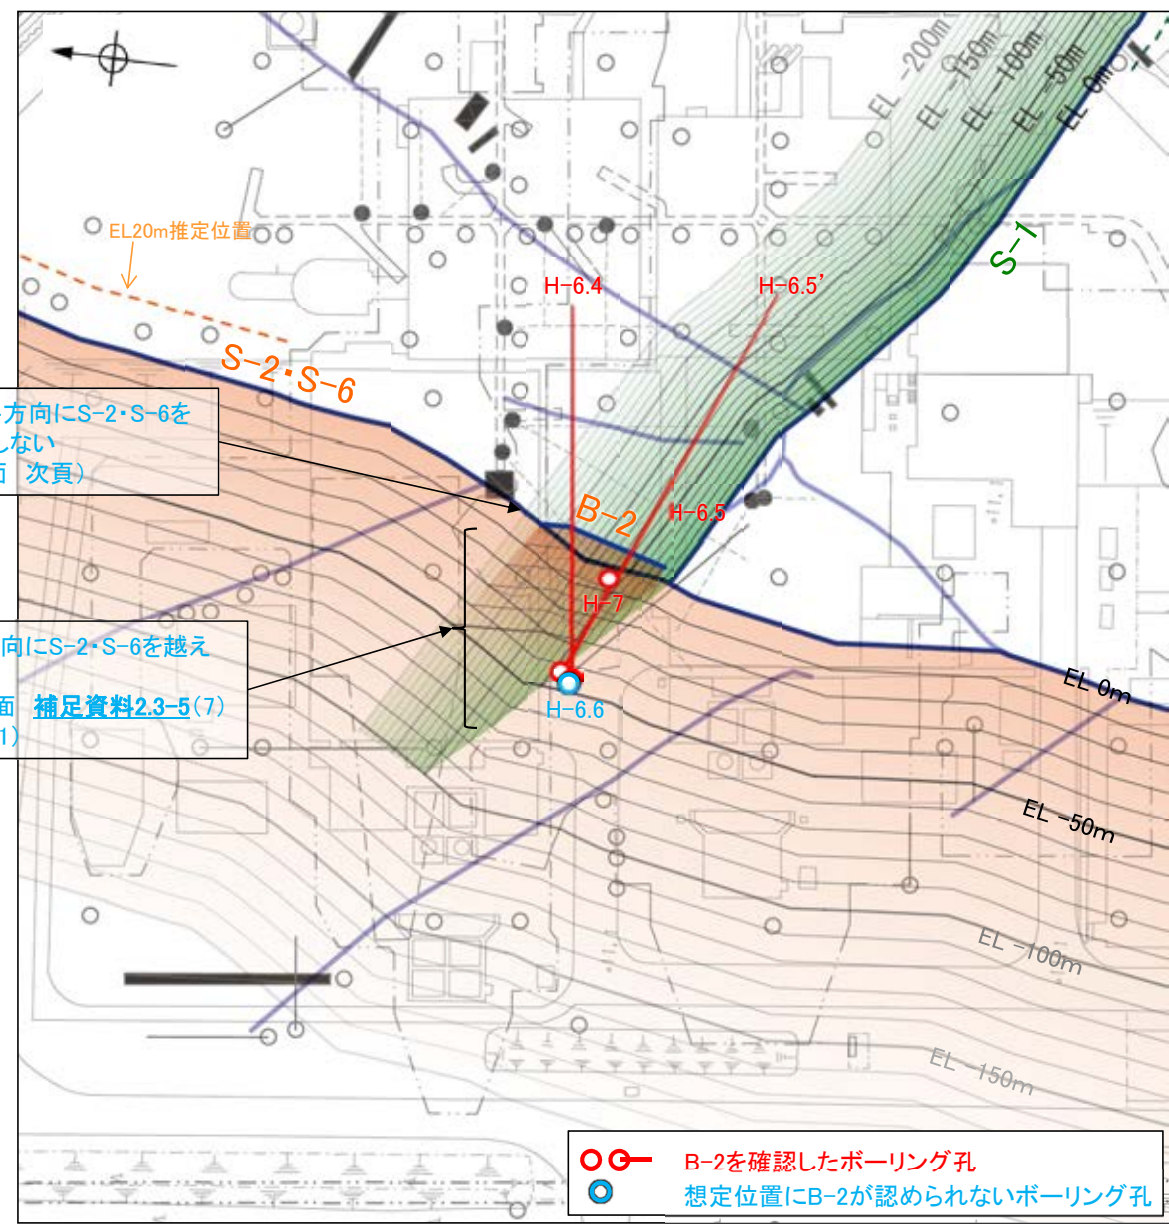 EL -200m
EL -150m
EL -100m
EL -50m
EL 0m
EL20m推定位置
S-1
H-6.4
H-6.5’
S-2・S-6
方向にS-2・S-6を
しない
次頁）
B-2
H-6.5
H-7
向にS-2・S-6を越え
面 補足資料2.3-5(7)
1）
H-6.6
EL 0m
EL -50m
EL -100m
EL -150m
B-2を確認したボーリング孔
想定位置にB-2が認められないボーリング孔